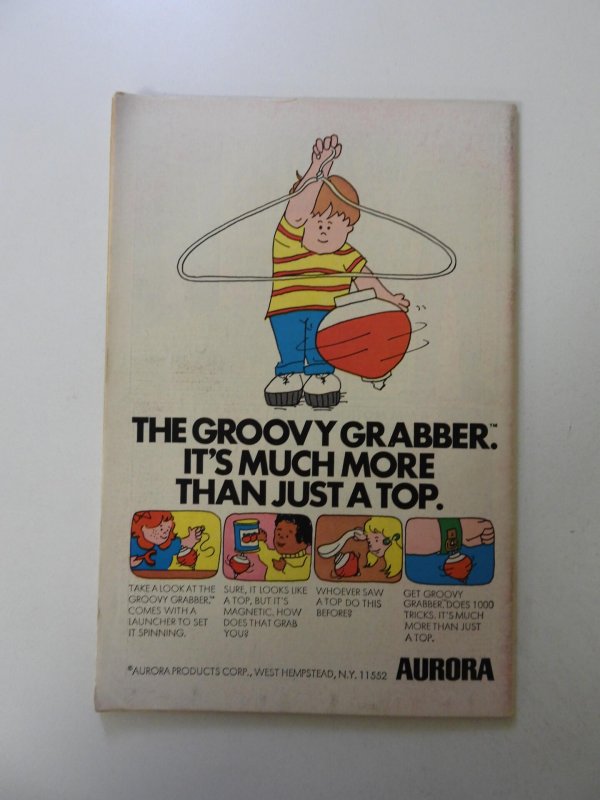 THE GROOVY GRABBER.™
IT'S MUCH MORE
THAN JUST A TOP.
TAKE A LOOK AT THE
GROOVY GRABBER.™
COMES WITH A
LAUNCHER TO SET
IT SPINNING.
SURE, IT LOOKS LIKE
A TOP, BUT IT'S
MAGNETIC. HOW
DOES THAT GRAB
YOU?
WHOEVER SAW
A TOP DO THIS
BEFORE?
GET GROOVY
GRABBER. DOES 1000
TRICKS. IT'S MUCH
MORE THAN JUST
A TOP.
®AURORA PRODUCTS CORP., WEST HEMPSTEAD, N.Y. 11552 AURORA